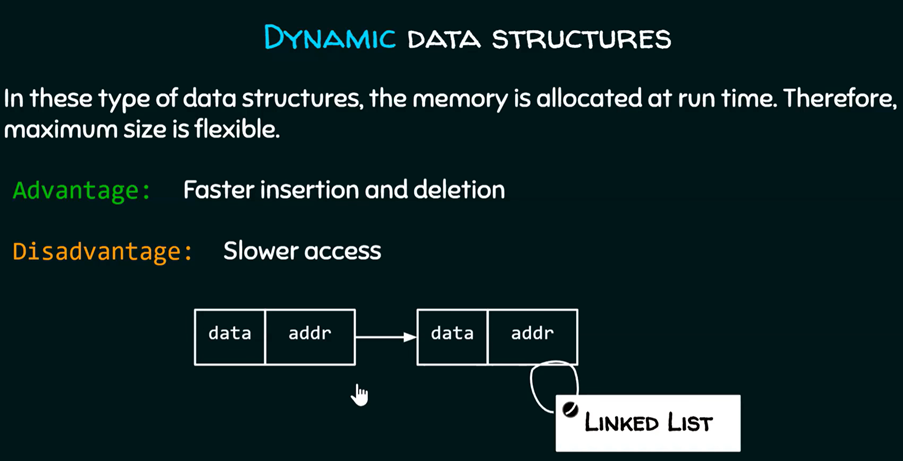 DYNAMIC DATA STRUCTURES
In these type of data structures, the memory is allocated at run time. Therefore,
maximum size is flexible.
Advantage: Faster insertion and deletion
Disadvantage: Slower access
data addr data addr
LINKED LIST